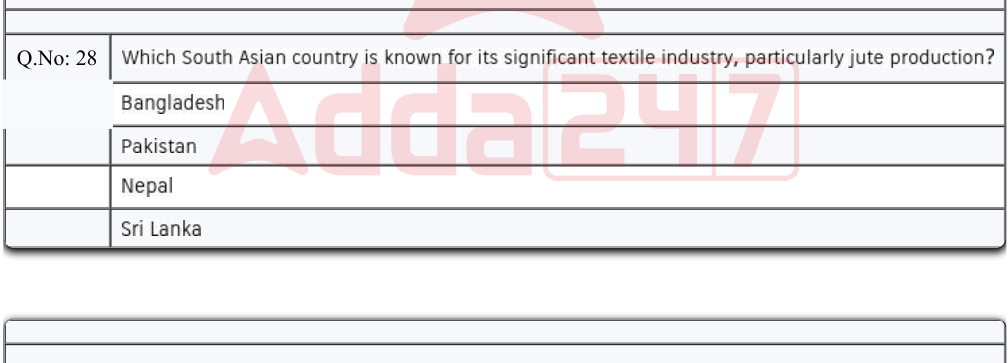 Q.No: 28 Which South Asian country is known for its significant textile industry, particularly jute production?
Bangladesh
Pakistan
Nepal
Sri Lanka
Adda247